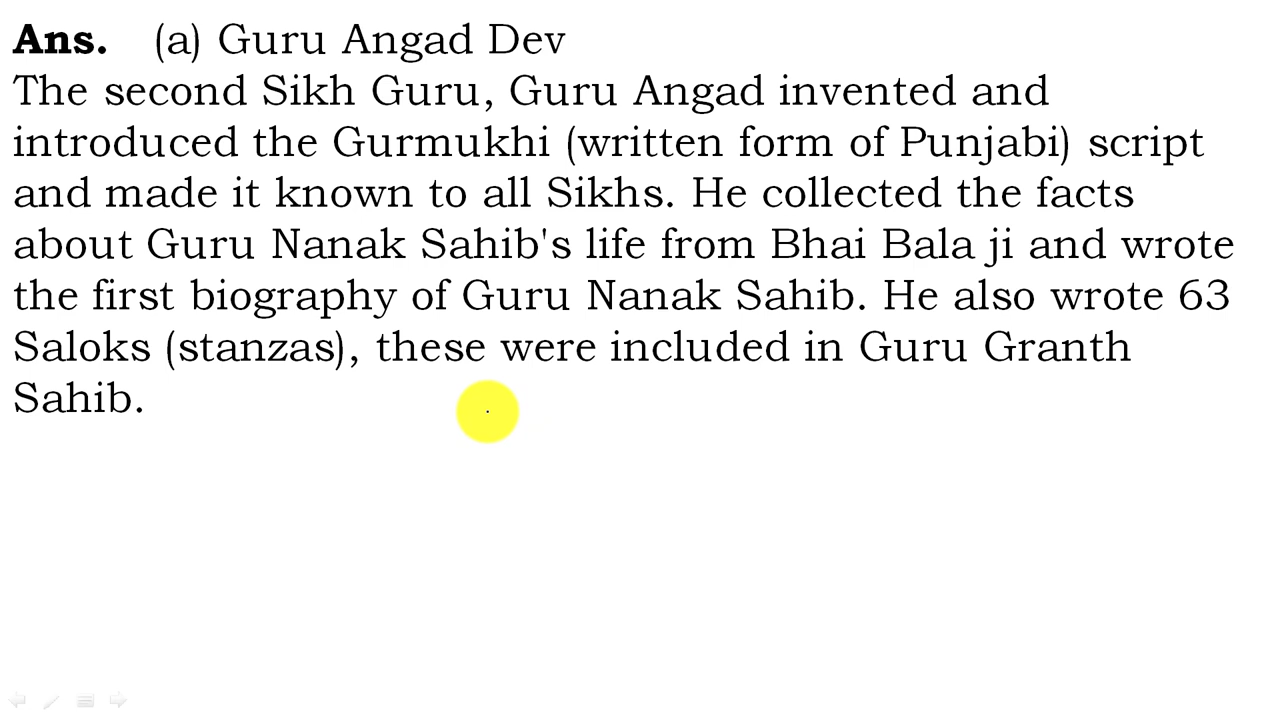 Ans. (a) Guru Angad Dev
The second Sikh Guru, Guru Angad invented and
introduced the Gurmukhi (written form of Punjabi) script
and made it known to all Sikhs. He collected the facts
about Guru Nanak Sahib's life from Bhai Bala ji and wrote
the first biography of Guru Nanak Sahib. He also wrote 63
Saloks (stanzas), these were included in Guru Granth
Sahib.